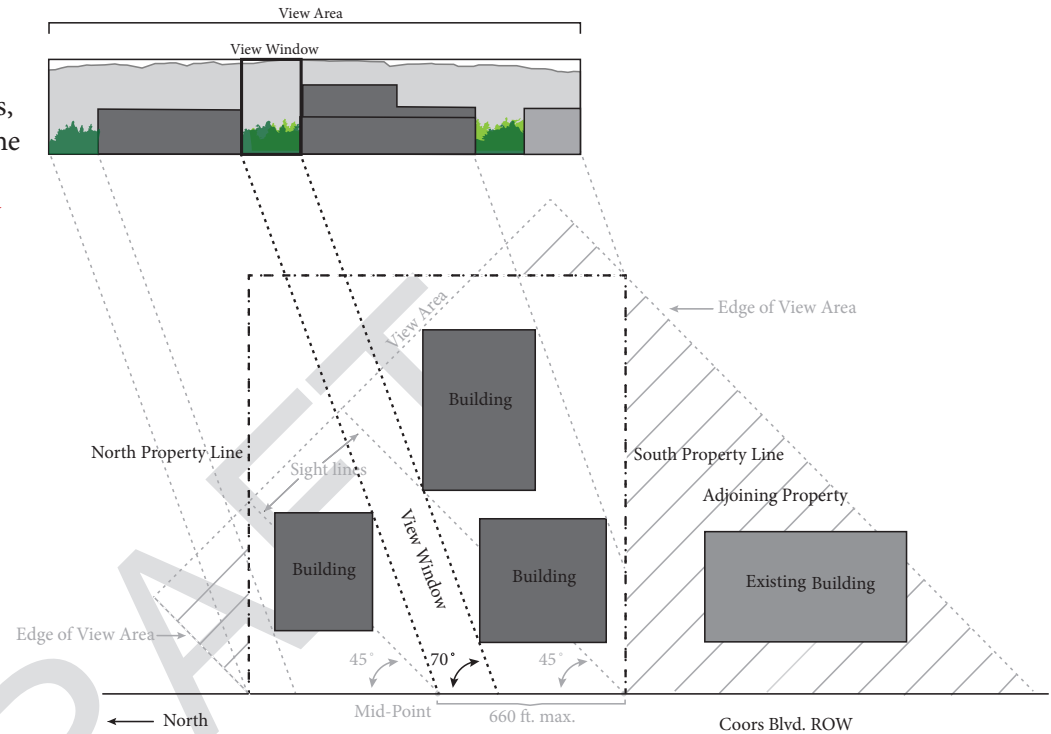 View Area
View Window
s,
ne
View Area
Edge of View Area
Building
North Property Line
Sight lines
South Property Line
Adjoining Property
View Window
Building
Building
Existing Building
Edge of View Area
45°
70°
45°
Mid-Point
660 ft. max.
North
Coors Blvd. ROW
DRAFT